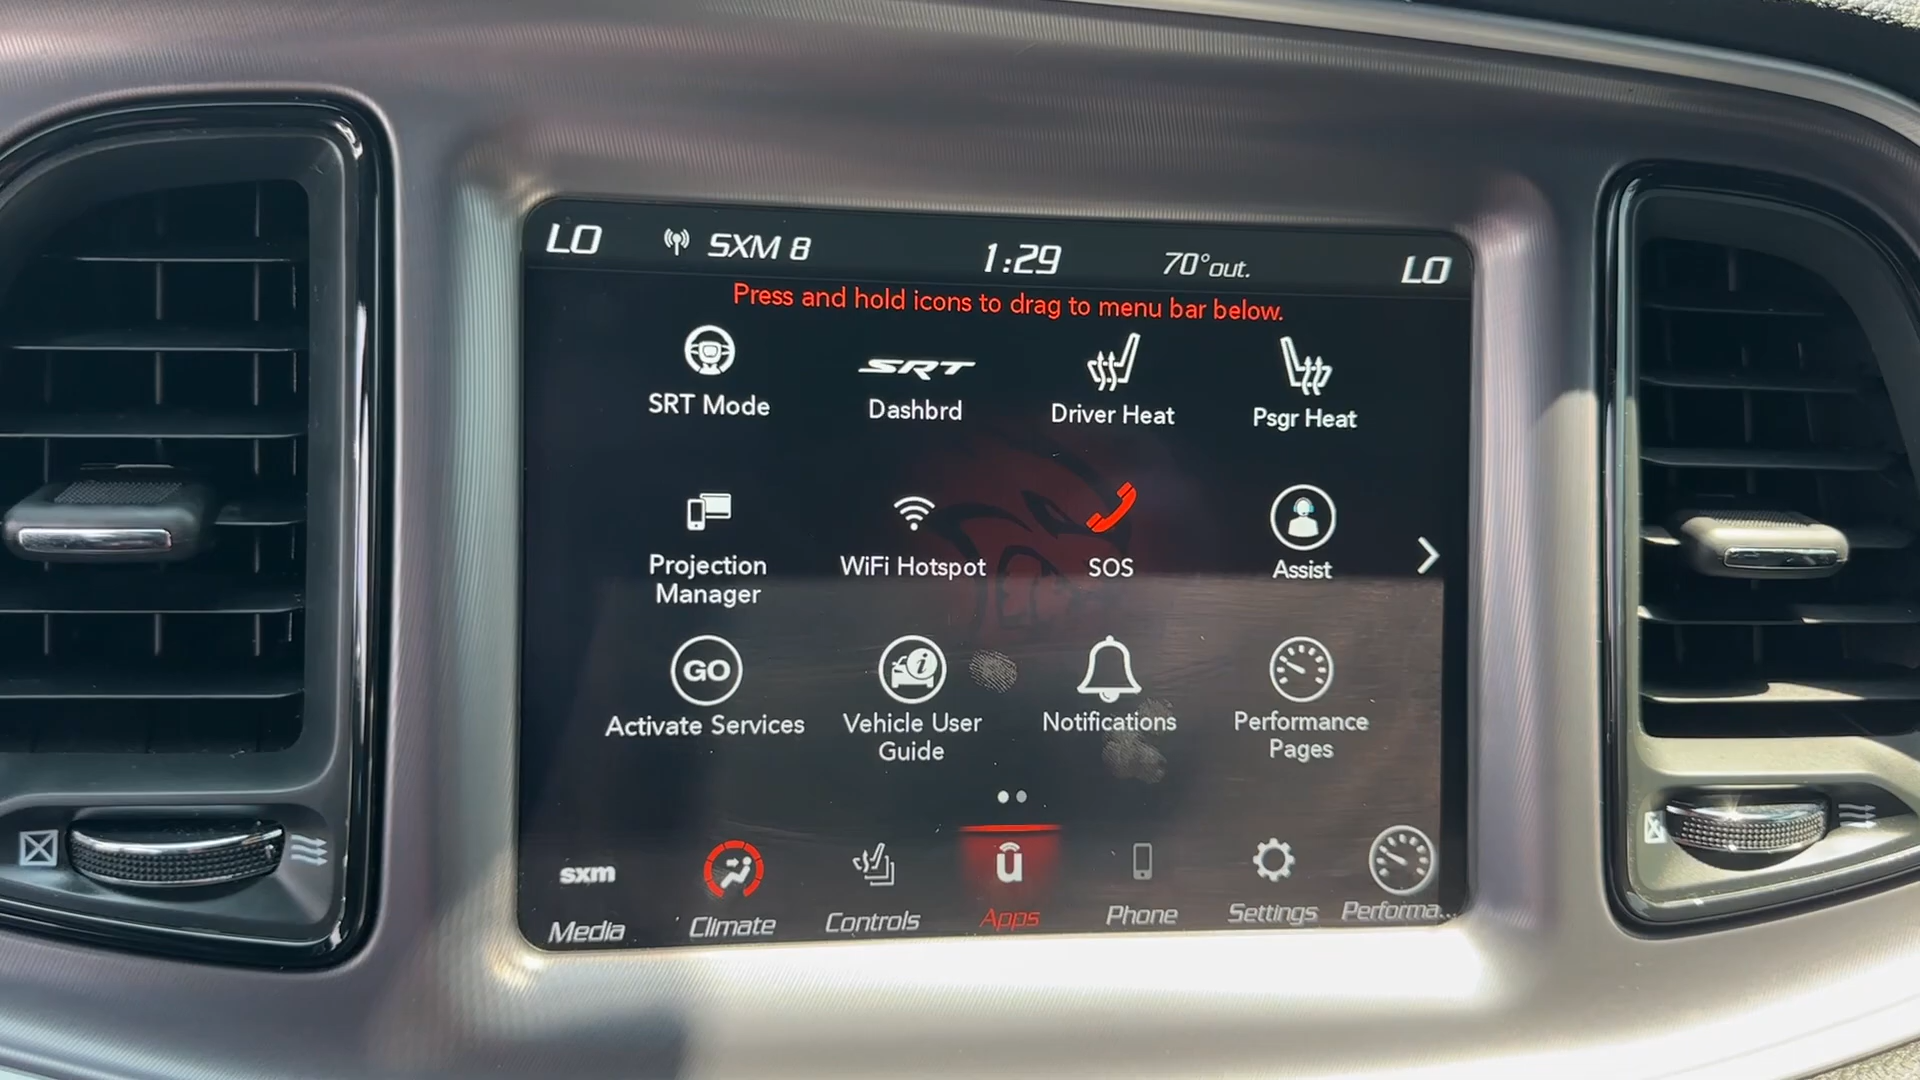 LO SXM 8 1:29 70°out. LO
Press and hold icons to drag to menu bar below.
SRT
SRT Mode Dashbrd Driver Heat Psgr Heat
Projection Manager WiFi Hotspot SOS Assist
GO
Activate Services Vehicle User Guide Notifications Performance Pages
sxm
Media Climate Controls Apps Phone Settings Performa...